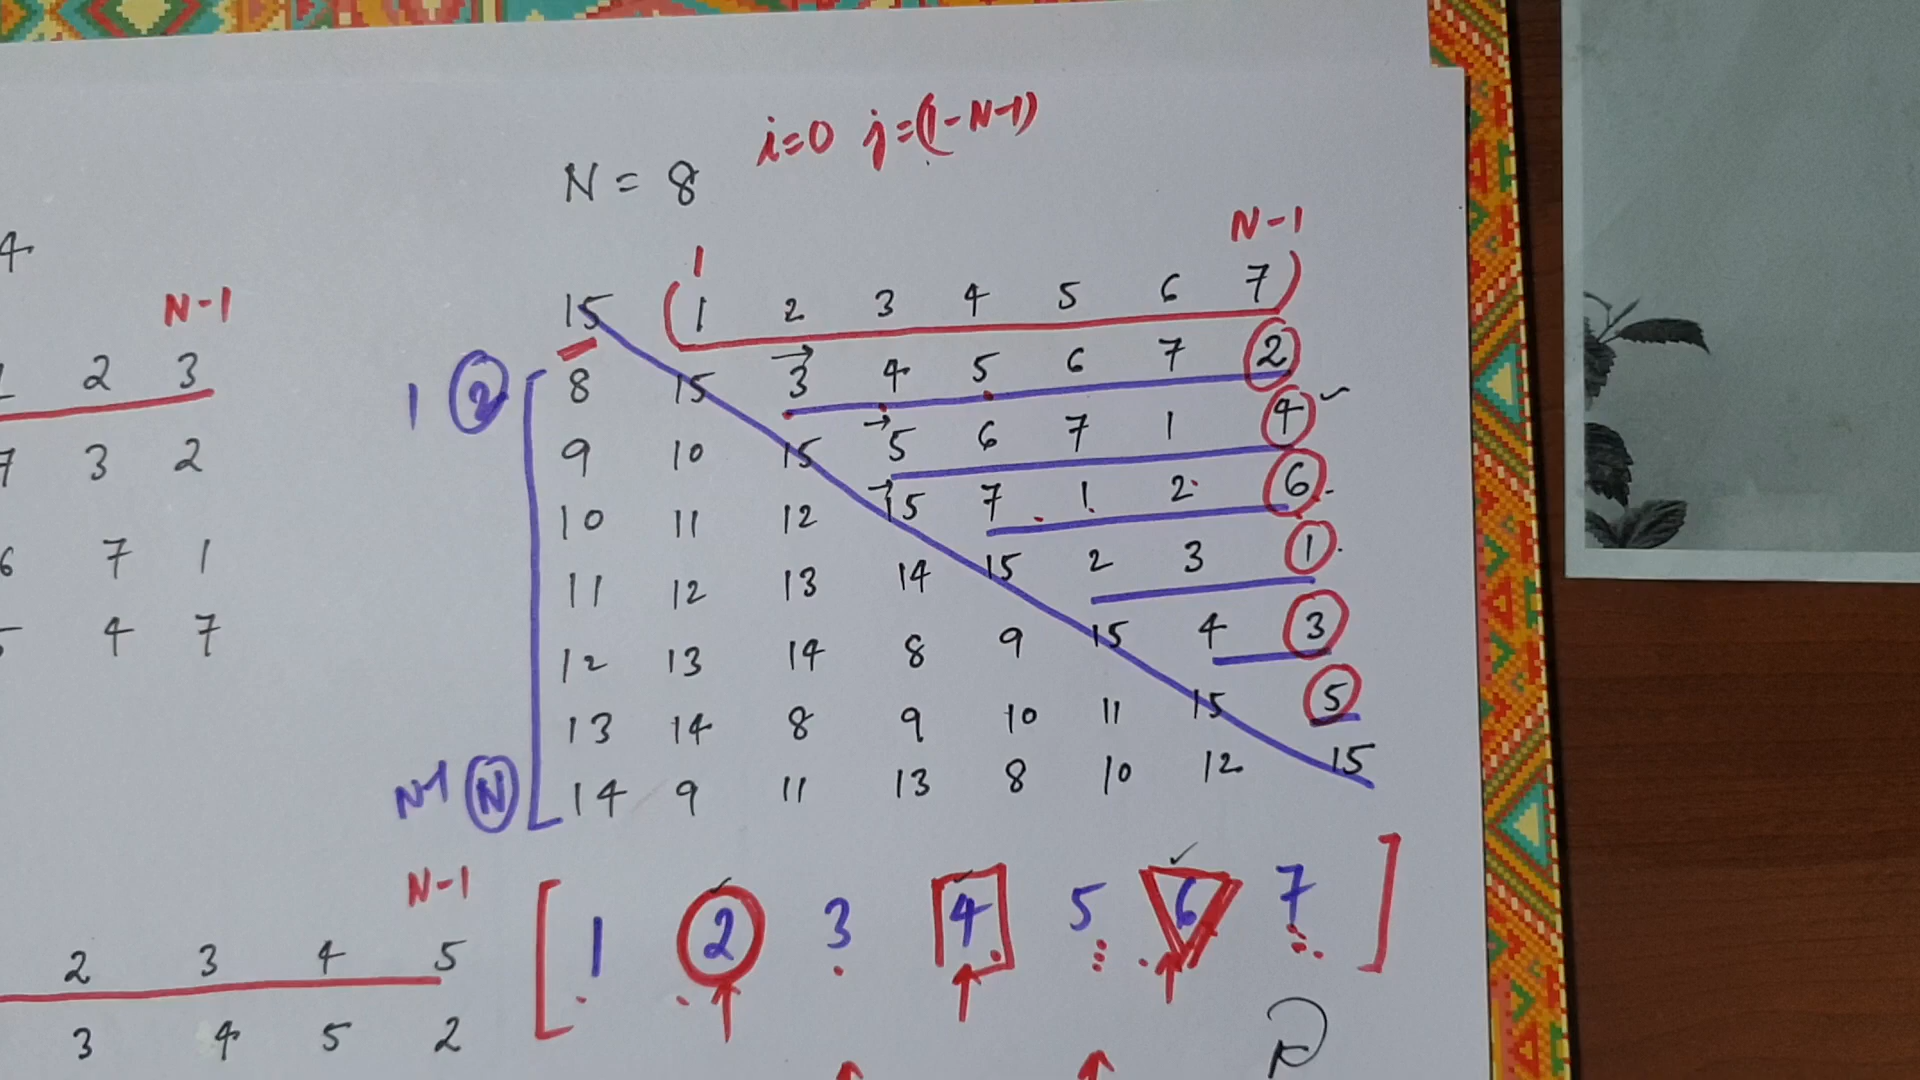 i=0 j=(1-N-1)
N = 8
4
N-1
1 N-1
15 ( 1 2 3 4 5 6 7 )
2 3
1 2 8 15 3 4 5 6 7 2
7 3 2 9 10 15 5 6 7 1 4
10 11 12 15 7 1 2 6
6 7 1 11 12 13 14 15 2 3 1
4 7 12 13 14 8 9 15 4 3
13 14 8 9 10 11 15 5
N-1 N 14 9 11 13 8 10 12 15
N-1
[ 1 2 3 4 5 6 7 ]
2 3 4 5
3 4 5 2